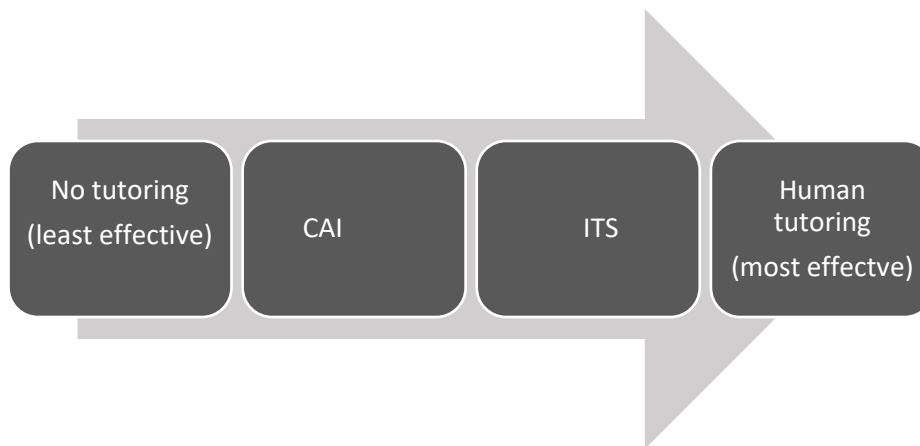 No tutoring
(least effective)
CAI
ITS
Human
tutoring
(most effectve)